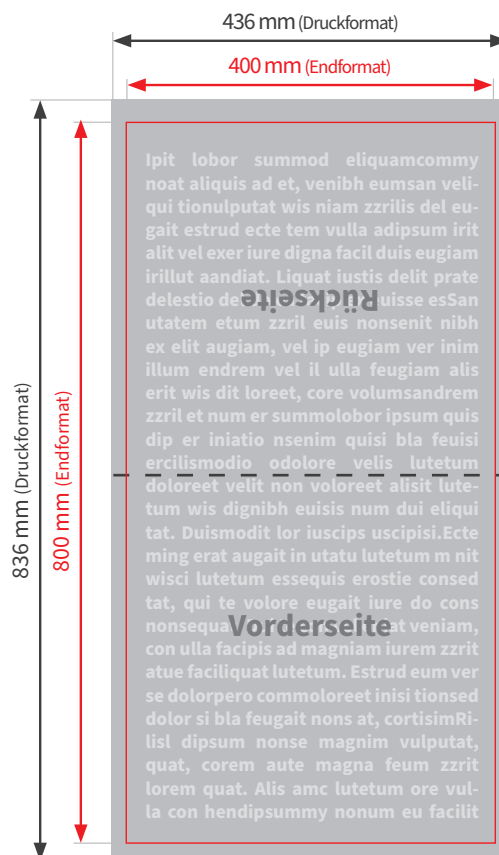 436 mm (Druckformat)
400 mm (Endformat)
836 mm (Druckformat)
800 mm (Endformat)
Ipit lobor summod eliquamcommy
noat aliquis ad et, venibh eumsan veli-
qui tionulputat wis niam zzrilis del eu-
gait estrud ecte tem vulla adipsum irit
alit vel exer iure digna facil duis eugiam
irillut aandiat. Liquat iustis delit prate
delestio euisse esSan
Rückseite
utatem etum zzril euis nonsenit nibh
ex elit augiam, vel ip eugiam ver inim
illum endrem vel il ulla feugiam alis
erit wis dit loreet, core volumsandrem
zzril et num er summolobor ipsum quis
dip er iniatio nsenim quisi bla feuisi
ercilismodio odolore velis lutetum
doloreet velit non voloreet alisit lute-
tum wis dignibh euisis num dui eliqui
tat. Duismodit lor iuscips uscipisi.Ecte
ming erat augait in utatu lutetum m nit
wisci lutetum essequis erostie consed
tat, qui te volore eugait iure do cons
nonsequa at veniam,
Vorderseite
con ulla facipis ad magniam iurem zzrit
atue faciliquat lutetum. Estrud eum ver
se dolorpero commoloreet inisi tionsed
dolor si bla feugait nons at, cortisimRi-
lisl dipsum nonse magnim vulputat,
quat, corem aute magna feum zzrit
lorem quat. Alis amc lutetum ore vul-
la con hendipsummy nonum eu facilit